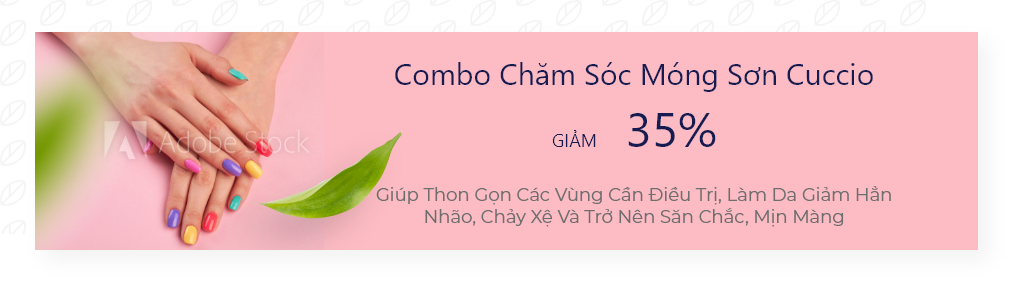 Combo Chăm Sóc Móng Sơn Cuccio
GIẢM 35%
Adobe Stock
Giúp Thon Gọn Các Vùng Cần Điều Trị, Làm Da Giảm Hẳn
Nhão, Chảy Xệ Và Trở Nên Săn Chắc, Mịn Màng